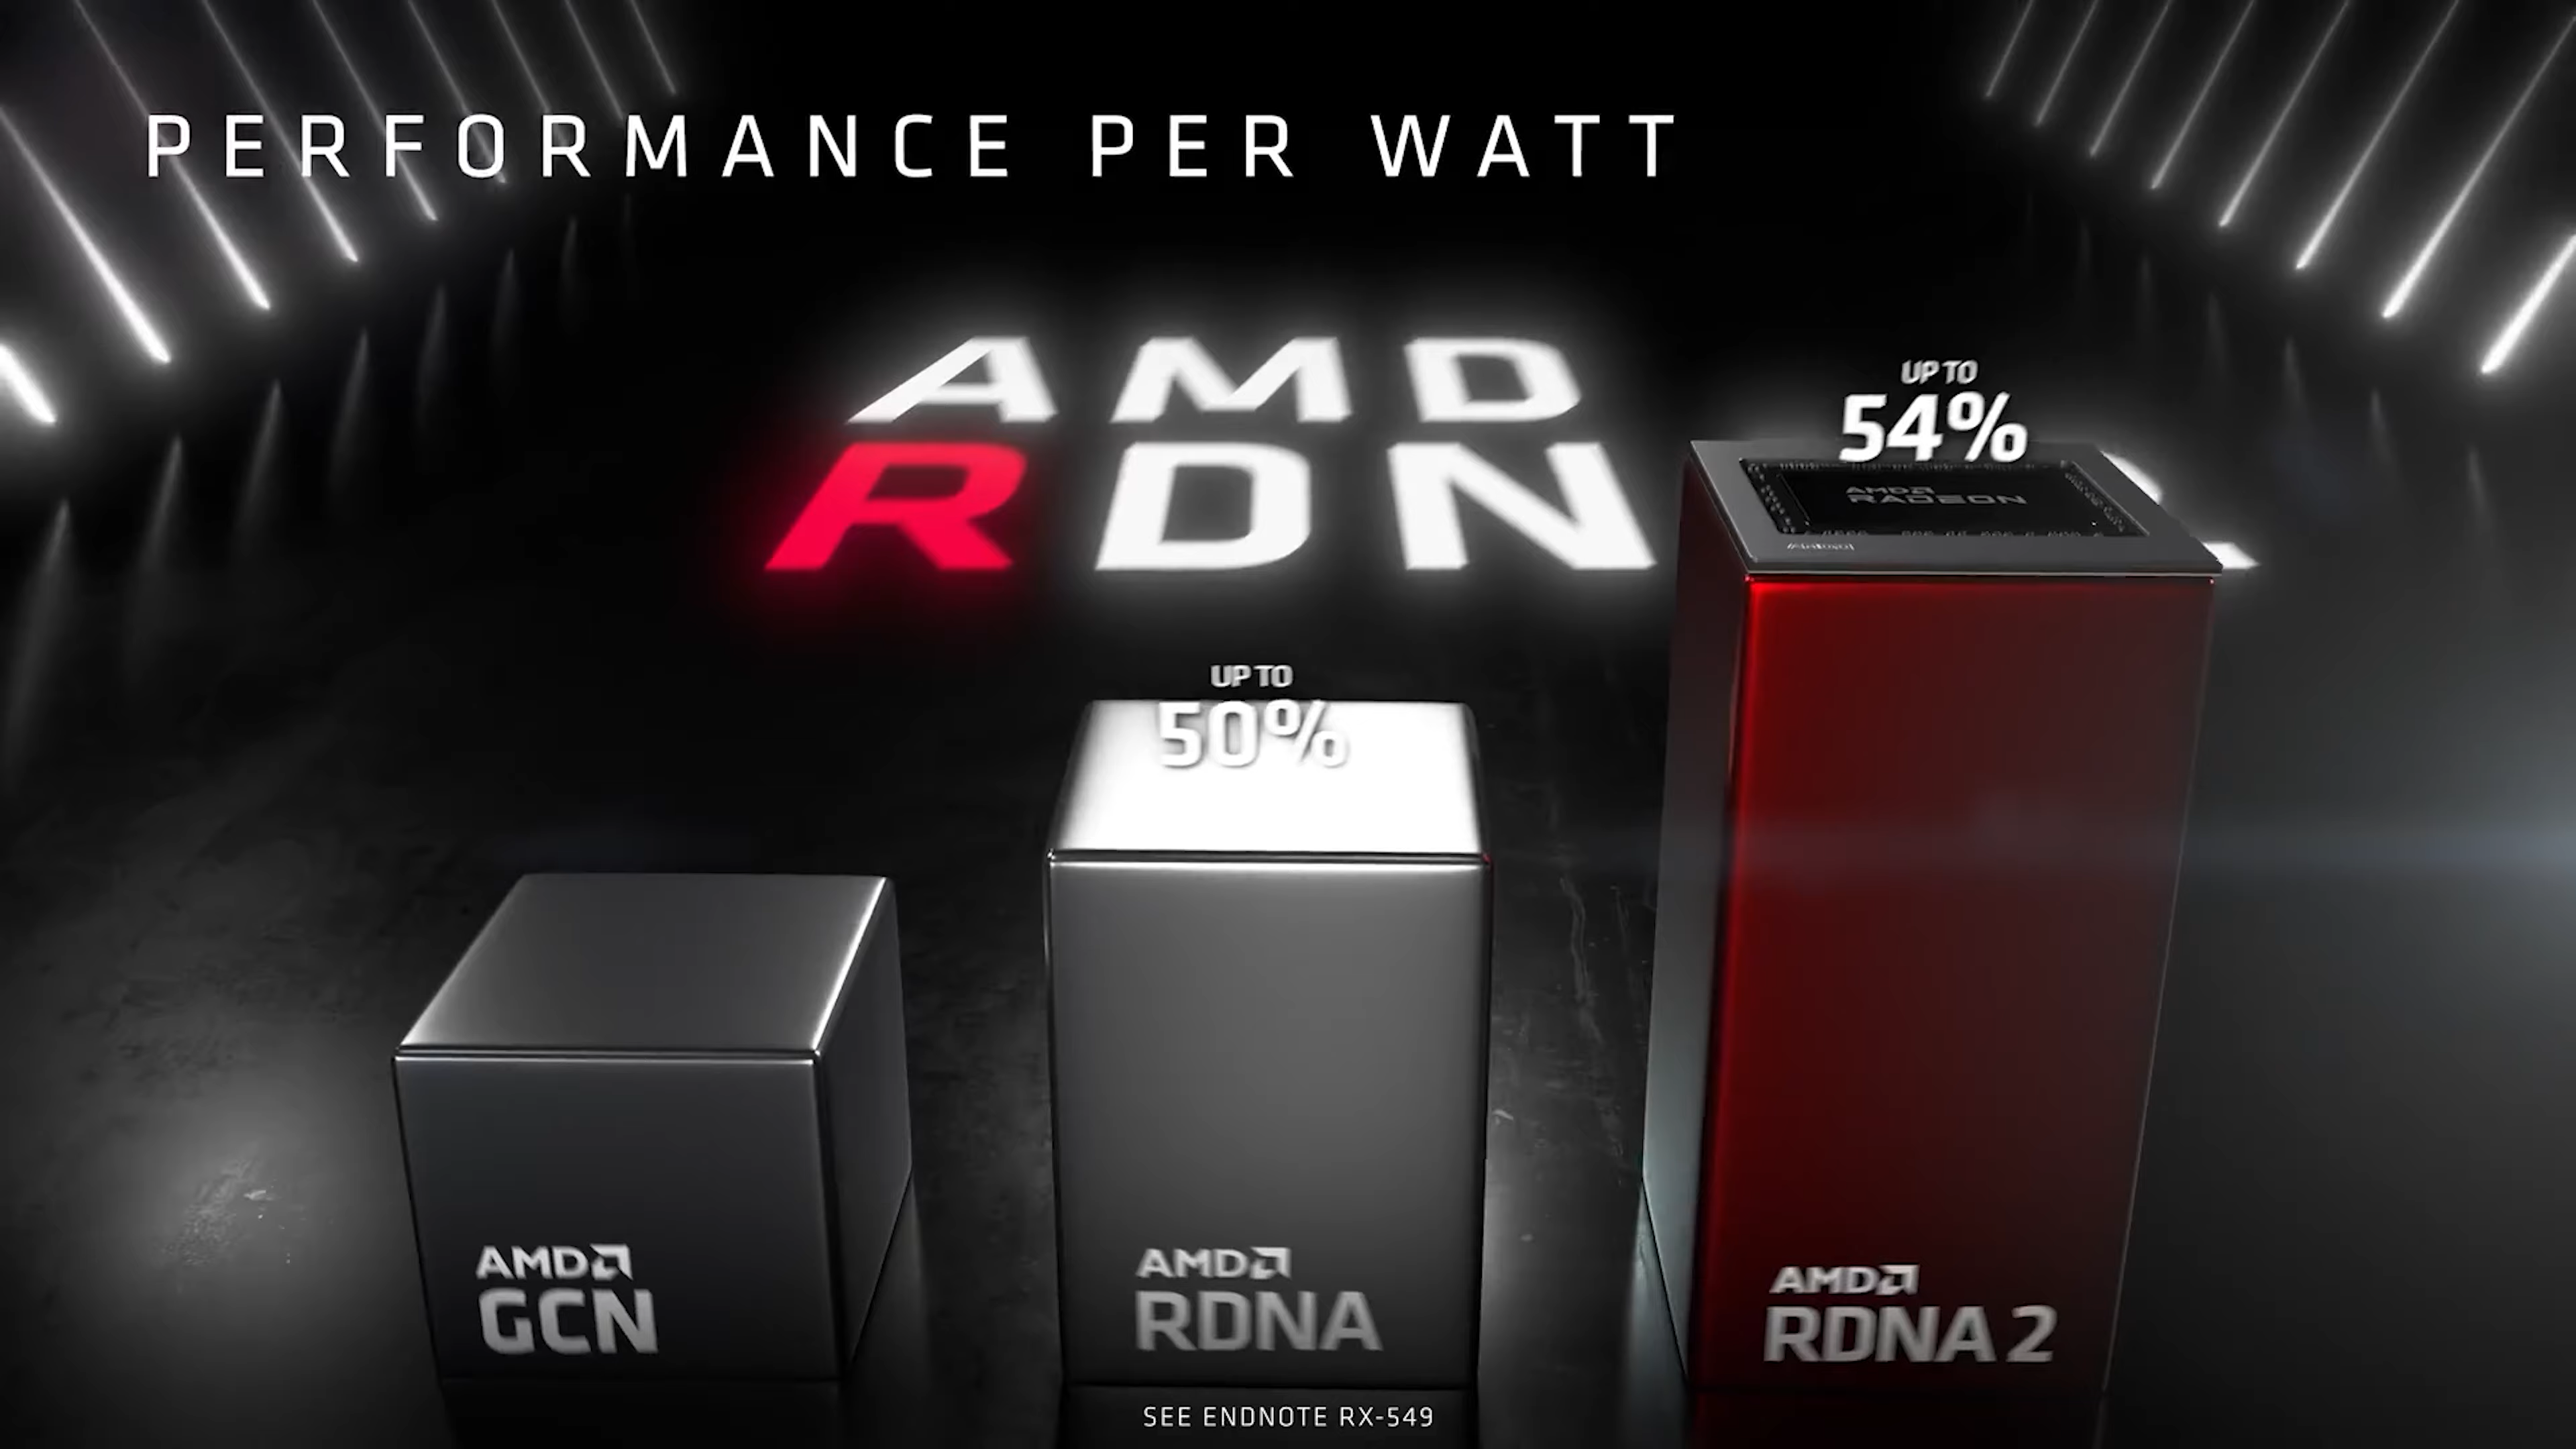 PERFORMANCE PER WATT
AMD
RDN
UP TO
54%
AMD
RADEON
UP TO
50%
AMD
GCN
AMD
RDNA
AMD
RDNA 2
SEE ENDNOTE RX-549